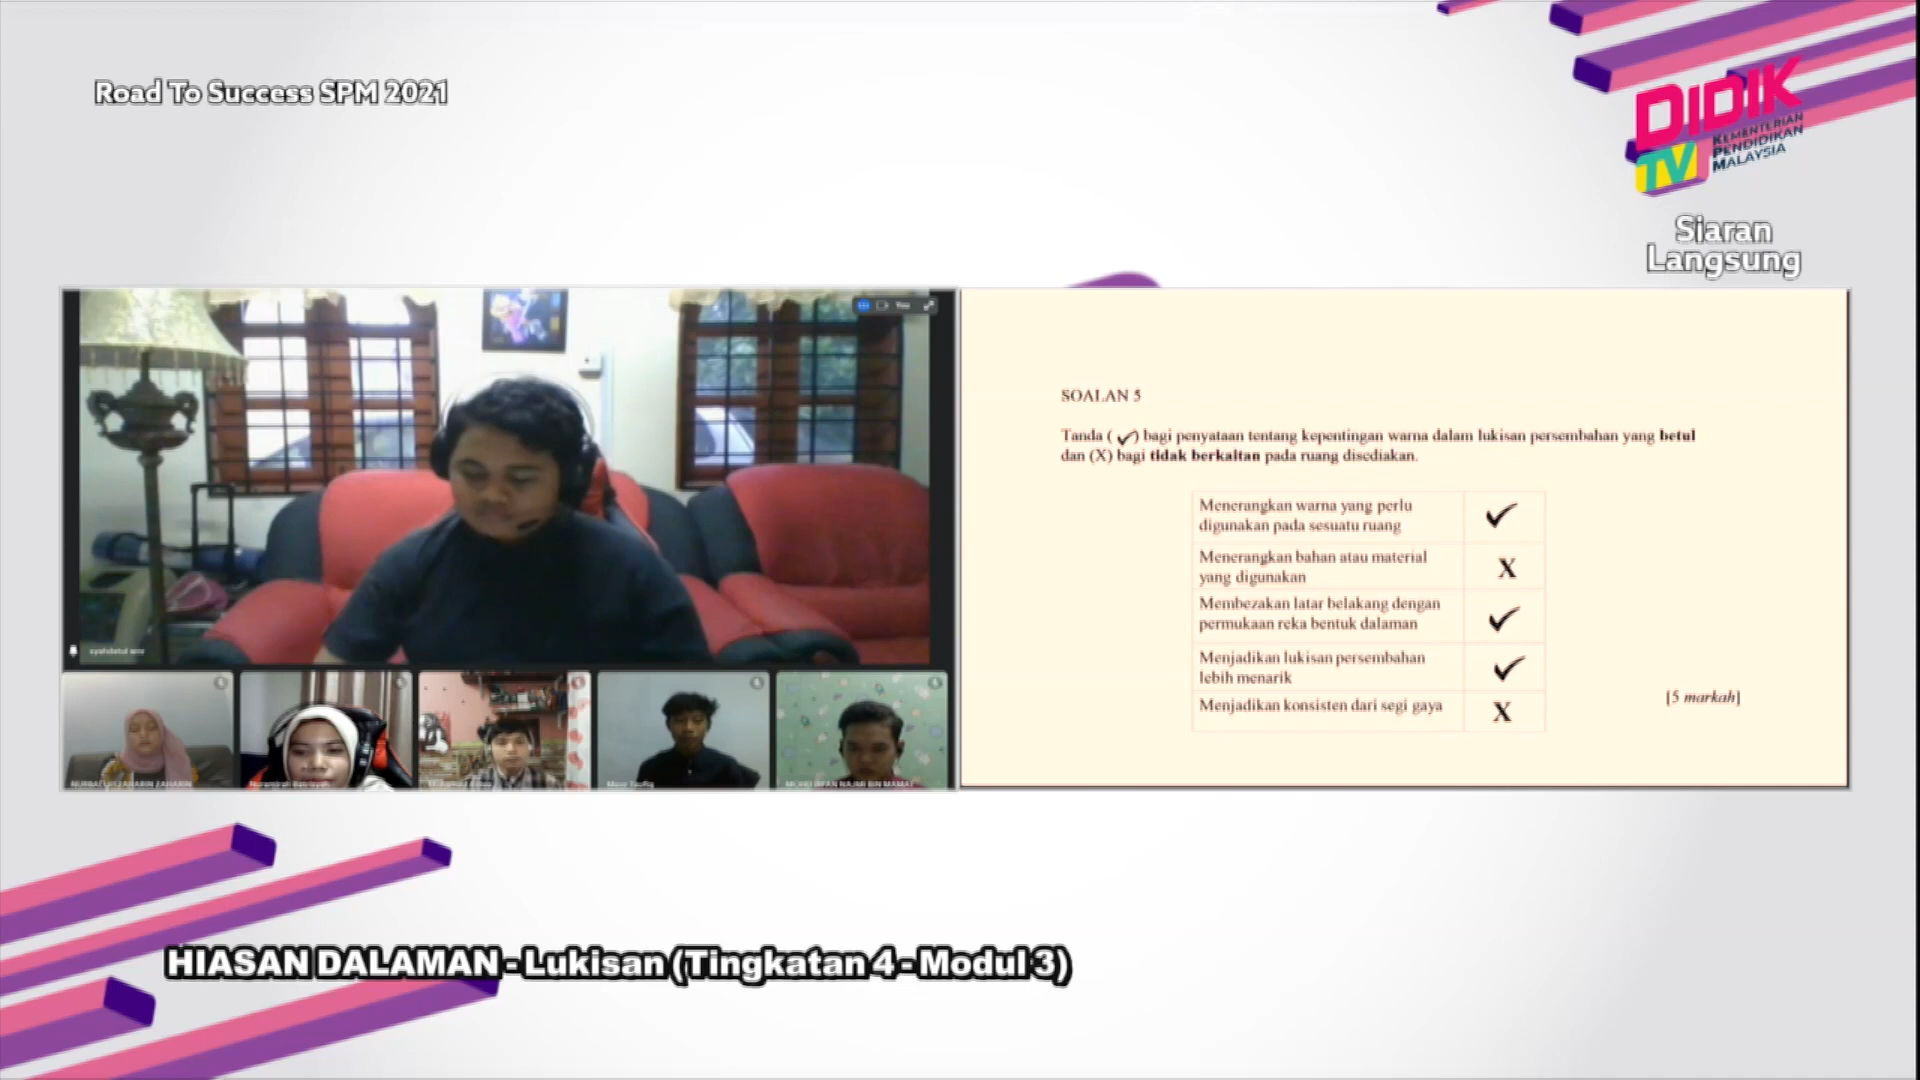 Road To Success SPM 2021
DIDIK
TV
KEMENTERIAN
PENDIDIKAN
MALAYSIA
Siaran
Langsung
You
SOALAN 5
Tanda ( ✓) bagi penyataan tentang kepentingan warna dalam lukisan persembahan yang betul
dan (X) bagi tidak berkaitan pada ruang disediakan.
Menerangkan warna yang perlu
digunakan pada sesuatu ruang ✓
Menerangkan bahan atau material
yang digunakan X
Membezakan latar belakang dengan
permukaan reka bentuk dalaman ✓
Menjadikan lukisan persembahan
lebih menarik ✓
Menjadikan konsisten dari segi gaya X
[5 markah]
HIASAN DALAMAN - Lukisan (Tingkatan 4 - Modul 3)